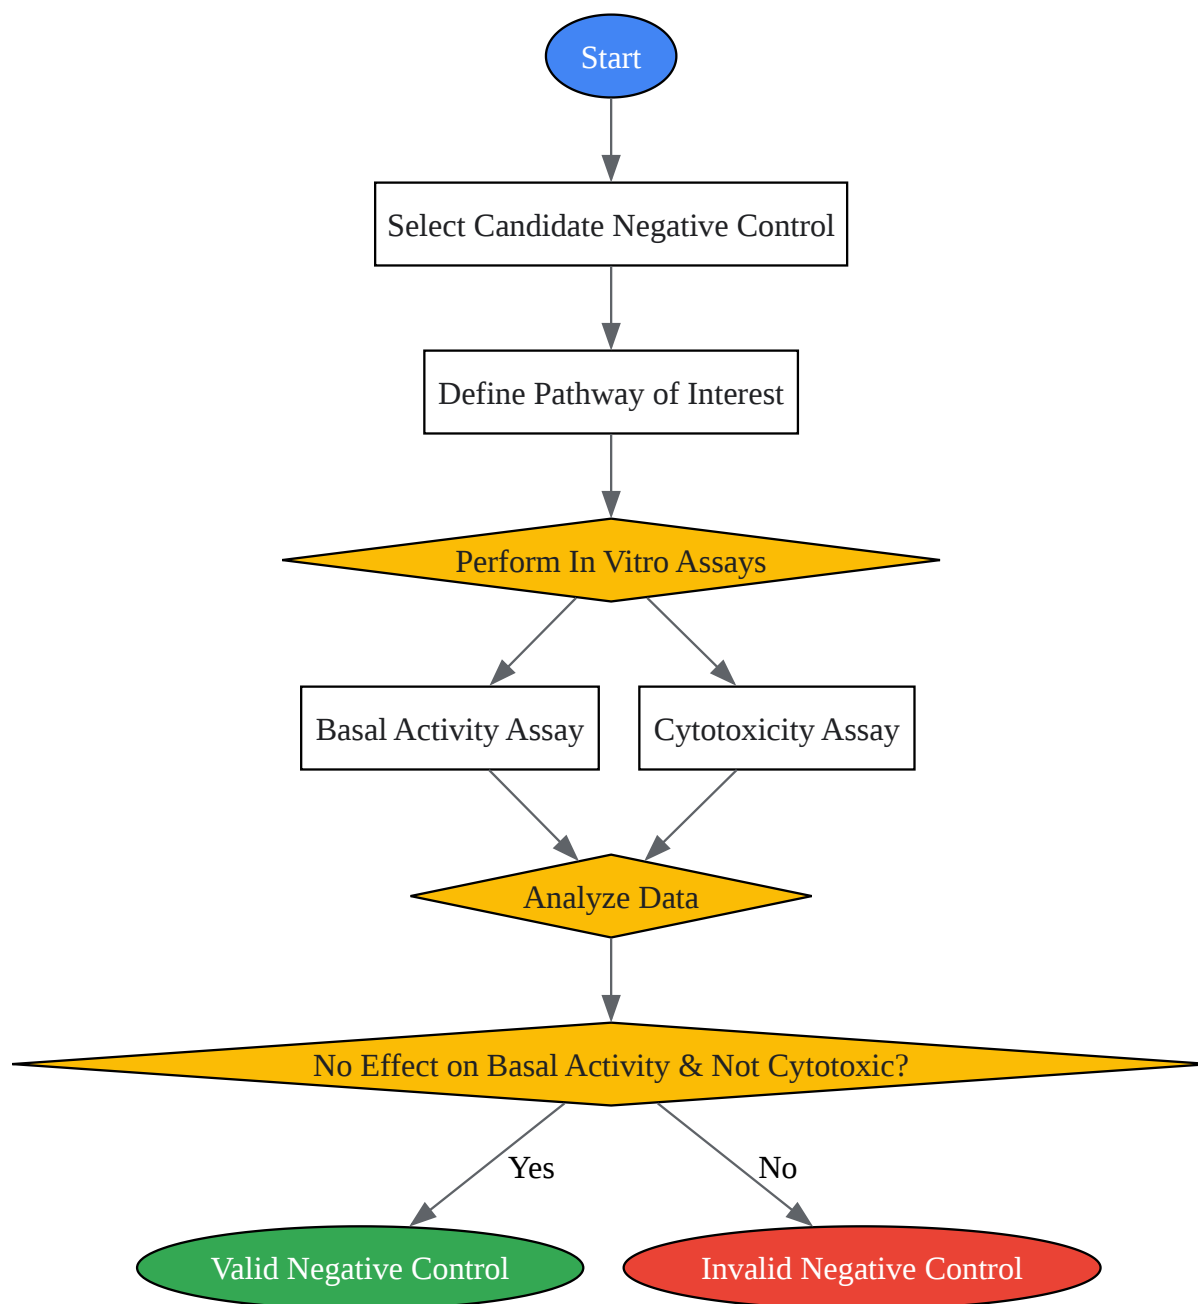 Start
Select Candidate Negative Control
Define Pathway of Interest
Perform In Vitro Assays
Basal Activity Assay
Cytotoxicity Assay
Analyze Data
No Effect on Basal Activity & Not Cytotoxic?
Yes
No
Valid Negative Control
Invalid Negative Control